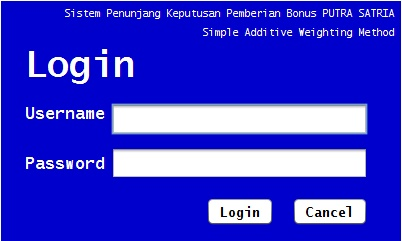 Sistem Penunjang Keputusan Pemberian Bonus PUTRA SATRIA
Simple Additive Weighting Method
Login
Username
Password
Login Cancel